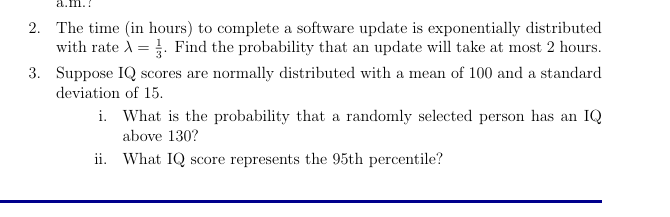 a.m.?
2. The time (in hours) to complete a software update is exponentially distributed
with rate λ = 1/3. Find the probability that an update will take at most 2 hours.
3. Suppose IQ scores are normally distributed with a mean of 100 and a standard
deviation of 15.
i. What is the probability that a randomly selected person has an IQ
above 130?
ii. What IQ score represents the 95th percentile?